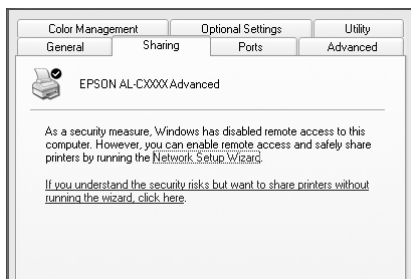 Color Management Optional Settings Utility
General Sharing Ports Advanced
EPSON AL-CXXXX Advanced
As a security measure, Windows has disabled remote access to this
computer. However, you can enable remote access and safely share
printers by running the Network Setup Wizard.
If you understand the security risks but want to share printers without
running the wizard, click here.